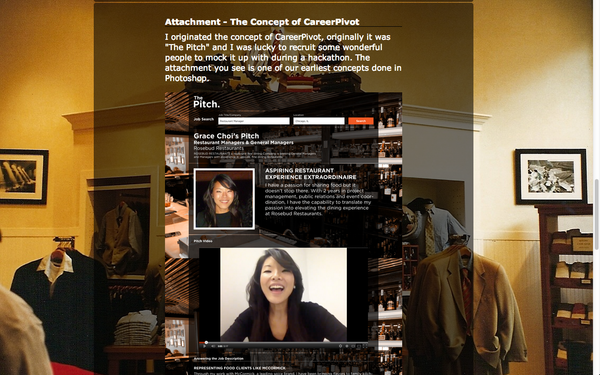 Attachment - The Concept of CareerPivot
I originated the concept of CareerPivot, originally it was
"The Pitch" and I was lucky to recruit some wonderful
people to mock it up with during a hackathon. The
attachment you see is one of our earliest concepts done in
Photoshop.
The
Pitch.
Job Search
Restaurant Manager
Chicago, IL
Search
Grace Choi's Pitch
Restaurant Managers & General Managers
Rosebud Restaurants
ASPIRING RESTAURANT
EXPERIENCE EXTRAORDINAIRE
I have a passion for sharing food but it
doesn't stop there. With 2 years in project
management, public relations and event coor-
dination, I have the capability to translate my
passion into elevating the dining experience
at Rosebud Restaurants.
Pitch Video
Answering the Job Description
REPRESENTING FOOD CLIENTS LIKE MCCORMICK